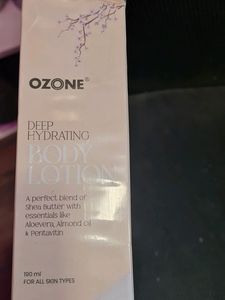 OZONE®
DEEP
HYDRATING
BODY
LOTION
A perfect blend of
Shea Butter with
essentials like
Aloevera, Almond oil
& Pentavitin
190 ml
FOR ALL SKIN TYPES